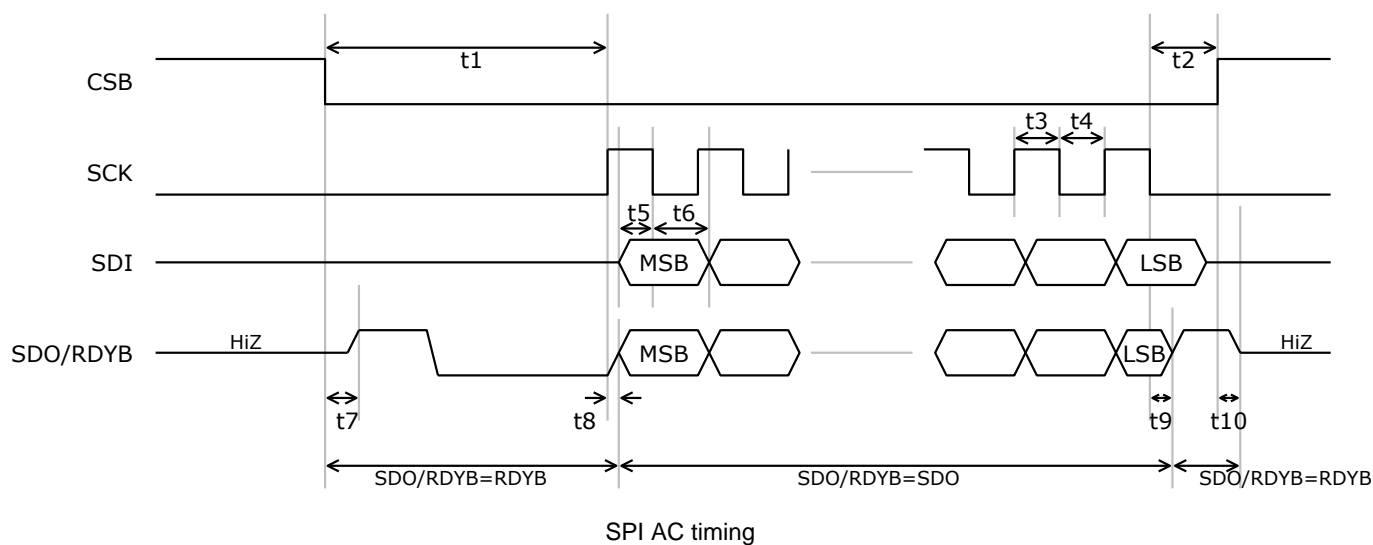 t1
t2
CSB
t3 t4
SCK
t5 t6
SDI MSB LSB
SDO/RDYB HiZ MSB LSB HiZ
t7 t8 t9 t10
SDO/RDYB=RDYB SDO/RDYB=SDO SDO/RDYB=RDYB
SPI AC timing